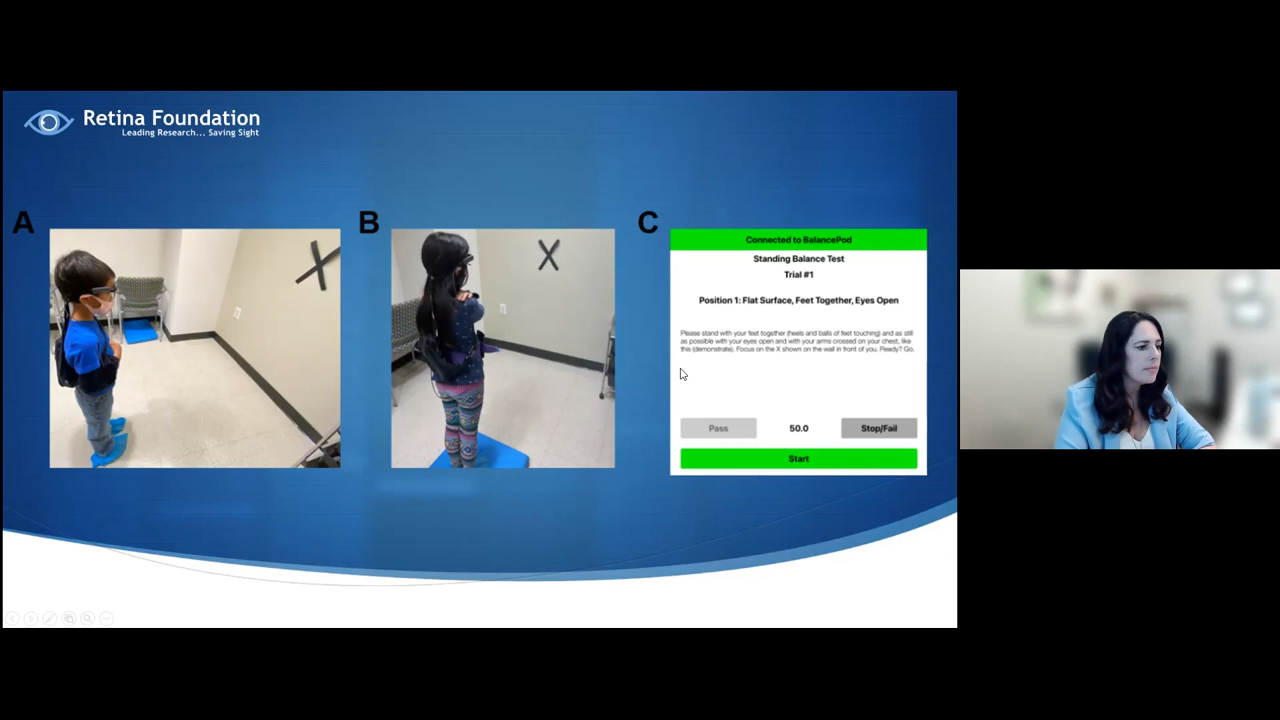 Retina Foundation
Leading Research... Saving Sight
A
B
C
X
X
Connected to BalancePod
Standing Balance Test
Trial #1
Position 1: Flat Surface, Feet Together, Eyes Open
Please stand with your feet together (heels and balls of feet touching) and as still
as possible with your eyes open and with your arms crossed on your chest, like
this (demonstrate). Focus on the X shown on the wall in front of you. Ready? Go.
Pass
50.0
Stop/Fail
Start